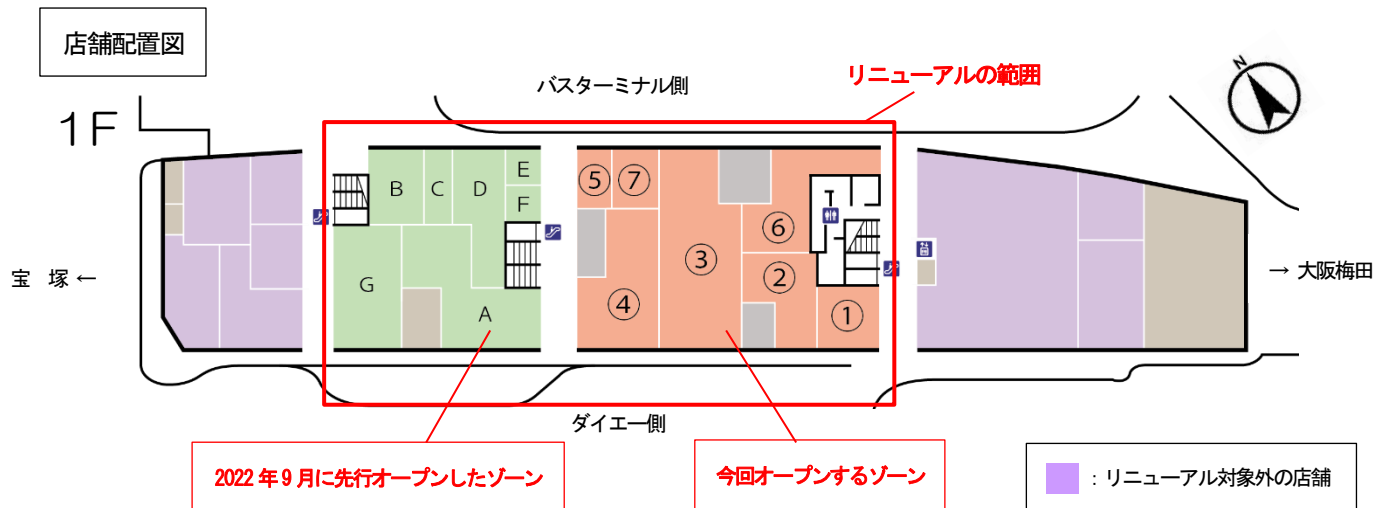 店舗配置図
リニューアルの範囲
バスターミナル側
N
1F
B
C
D
E
F
⑤
⑦
⑥
③
②
G
A
④
①
宝 塚 ←
→ 大阪梅田
ダイエー側
2022年9月に先行オープンしたゾーン
今回オープンするゾーン
：リニューアル対象外の店舗